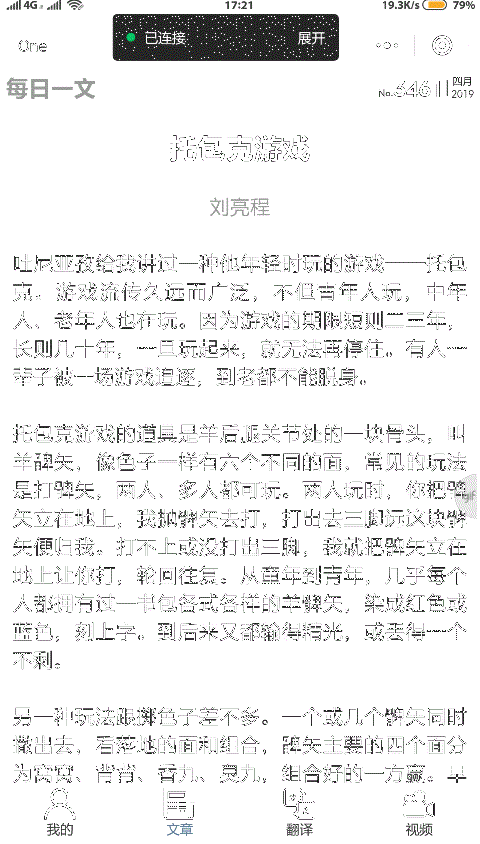 4G 17:21 19.3K/s 79%
One 已连接 展开
每日一文 No.646 四月 2019
托包克游戏
刘亮程
吐尼亚孜给我讲过一种他年轻时玩的游戏——托包
克。游戏流传久远而广泛，不但青年人玩，中年
人、老年人也在玩。因为游戏的期限短则二三年，
长则几十年，一旦玩起来，就无法再停住。有人一
辈子被一场游戏追逐，到老都不能脱身。
托包克游戏的道具是羊后腿关节处的一块骨头，叫
羊髀矢，像色子一样有六个不同的面，常见的玩法
是打髀矢，两人、多人都可玩。两人玩时，你把髀
矢立在地上，我抛髀矢去打，打出去三脚远这块髀
矢便归我。打不上或没打出三脚，我就把髀矢立在
地上让你打，轮回往复。从童年到青年，几乎每个
人都拥有过一书包各式各样的羊髀矢，染成红色或
蓝色，刻上字。到后来又都输得精光，或丢得一个
不剩。
另一种玩法跟掷色子差不多。一个或几个髀矢同时
撒出去，看落地的面和组合，髀矢主要的四个面分
为窝窝、背背、香九、臭九，组合好的一方赢。早
我的 文章 翻译 视频